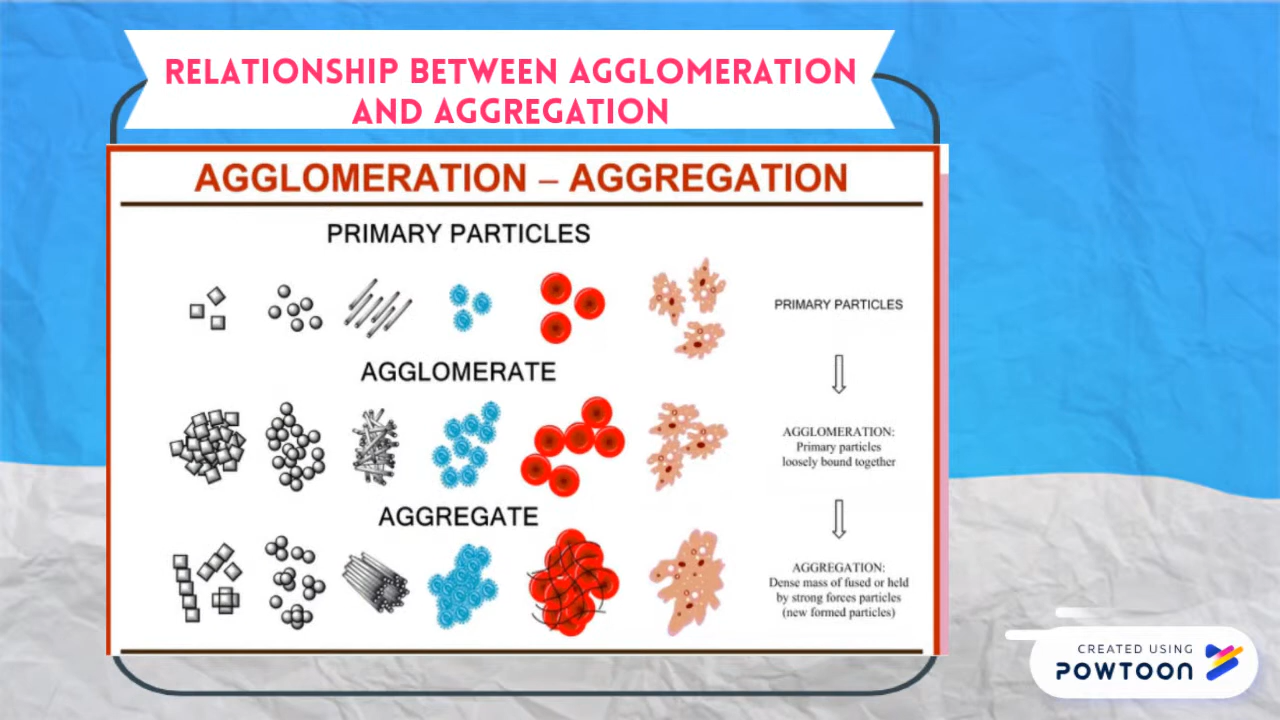 RELATIONSHIP BETWEEN AGGLOMERATION
AND AGGREGATION
AGGLOMERATION – AGGREGATION
PRIMARY PARTICLES
PRIMARY PARTICLES
AGGLOMERATE
AGGLOMERATION:
Primary particles
loosely bound together
AGGREGATE
AGGREGATION:
Dense mass of fused or held
by strong forces particles
(new formed particles)
CREATED USING
POWTOON